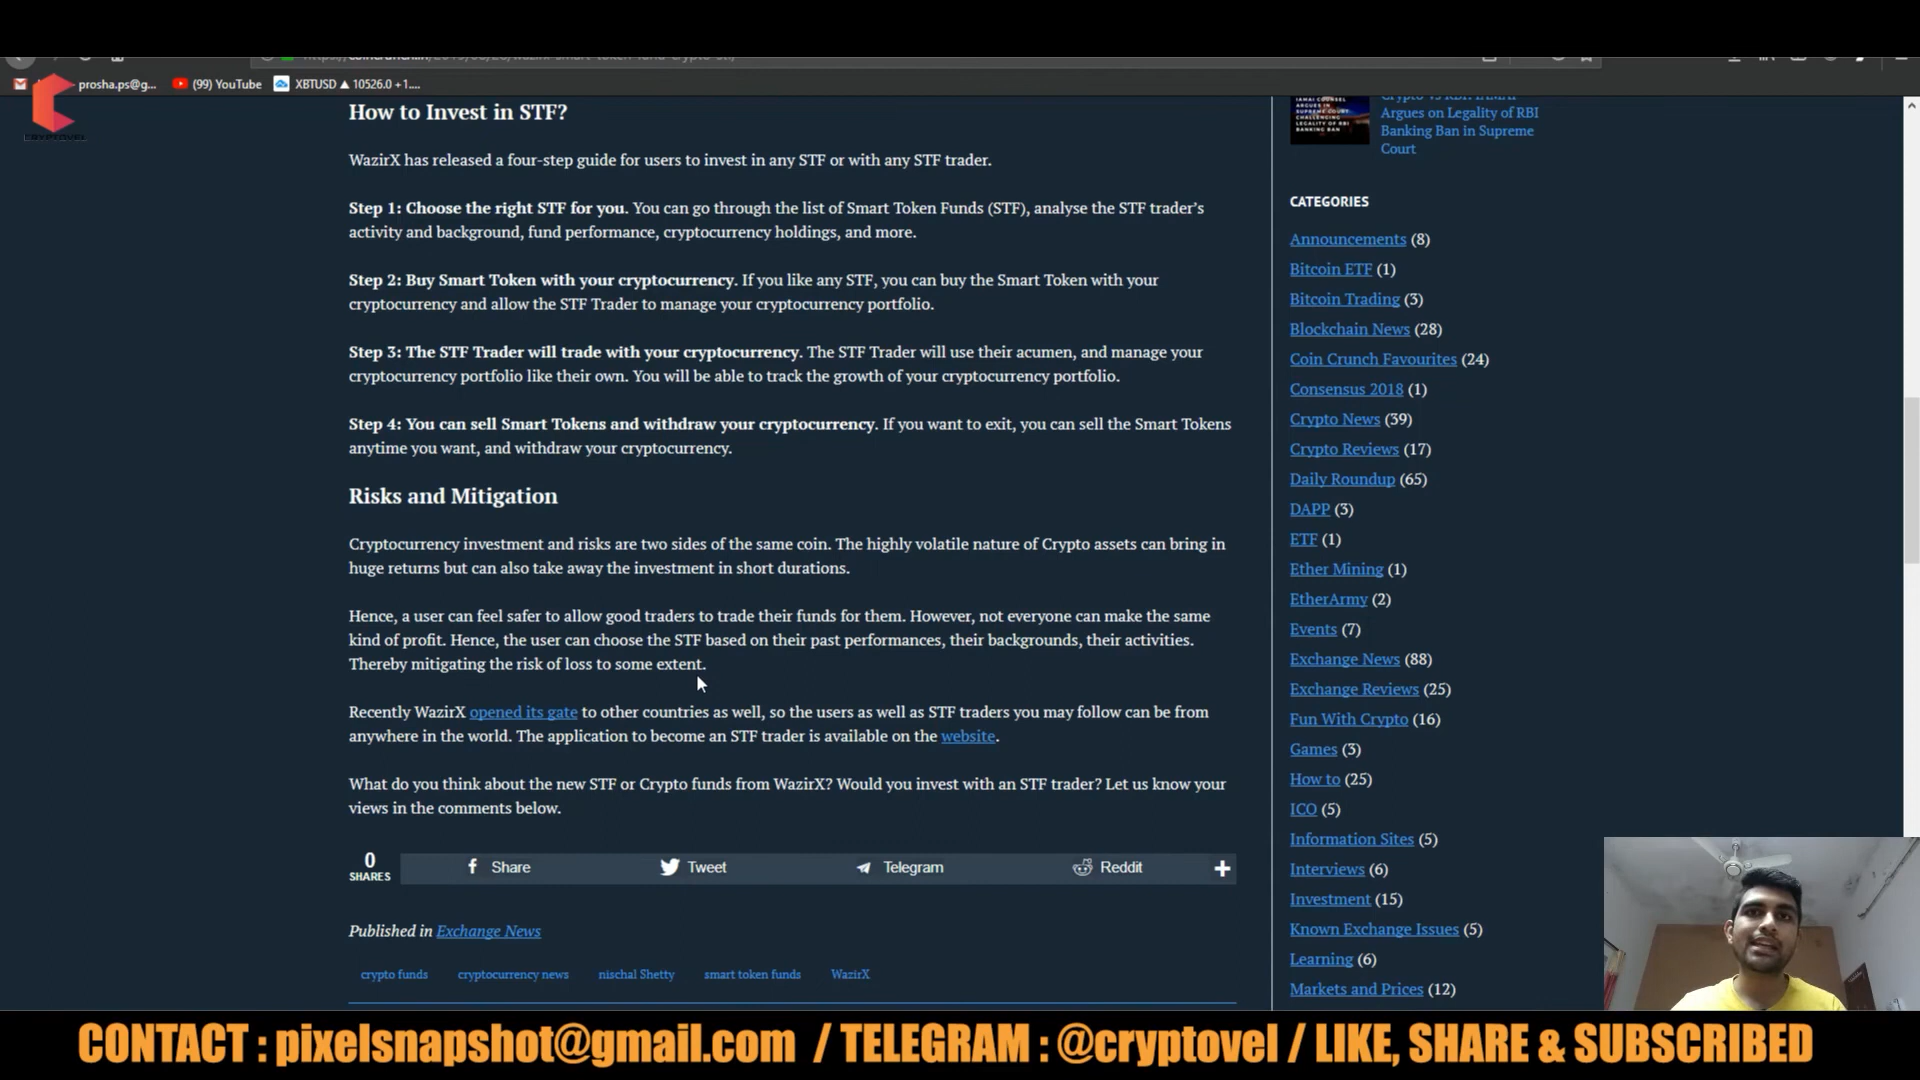 prosha.ps@g...
(99) YouTube
XBTUSD ▲ 10526.0 +1....
CRYPTOVEL
How to Invest in STF?
WazirX has released a four-step guide for users to invest in any STF or with any STF trader.
Step 1: Choose the right STF for you. You can go through the list of Smart Token Funds (STF), analyse the STF trader's
activity and background, fund performance, cryptocurrency holdings, and more.
Step 2: Buy Smart Token with your cryptocurrency. If you like any STF, you can buy the Smart Token with your
cryptocurrency and allow the STF Trader to manage your cryptocurrency portfolio.
Step 3: The STF Trader will trade with your cryptocurrency. The STF Trader will use their acumen, and manage your
cryptocurrency portfolio like their own. You will be able to track the growth of your cryptocurrency portfolio.
Step 4: You can sell Smart Tokens and withdraw your cryptocurrency. If you want to exit, you can sell the Smart Tokens
anytime you want, and withdraw your cryptocurrency.
Risks and Mitigation
Cryptocurrency investment and risks are two sides of the same coin. The highly volatile nature of Crypto assets can bring in
huge returns but can also take away the investment in short durations.
Hence, a user can feel safer to allow good traders to trade their funds for them. However, not everyone can make the same
kind of profit. Hence, the user can choose the STF based on their past performances, their backgrounds, their activities.
Thereby mitigating the risk of loss to some extent.
Recently WazirX opened its gate to other countries as well, so the users as well as STF traders you may follow can be from
anywhere in the world. The application to become an STF trader is available on the website.
What do you think about the new STF or Crypto funds from WazirX? Would you invest with an STF trader? Let us know your
views in the comments below.
0
SHARES
Share
Tweet
Telegram
Reddit
Published in Exchange News
crypto funds
cryptocurrency news
nischal Shetty
smart token funds
WazirX
IAMAI COUNSEL
ARGUES IN
SUPREME COURT
CHALLENGING
LEGALITY OF RBI
BANKING BAN
Crypto vs RBI: IAMAI
Argues on Legality of RBI
Banking Ban in Supreme
Court
CATEGORIES
Announcements (8)
Bitcoin ETF (1)
Bitcoin Trading (3)
Blockchain News (28)
Coin Crunch Favourites (24)
Consensus 2018 (1)
Crypto News (39)
Crypto Reviews (17)
Daily Roundup (65)
DAPP (3)
ETF (1)
Ether Mining (1)
EtherArmy (2)
Events (7)
Exchange News (88)
Exchange Reviews (25)
Fun With Crypto (16)
Games (3)
How to (25)
ICO (5)
Information Sites (5)
Interviews (6)
Investment (15)
Known Exchange Issues (5)
Learning (6)
Markets and Prices (12)
CONTACT : pixelsnapshot@gmail.com / TELEGRAM : @cryptovel / LIKE, SHARE & SUBSCRIBED